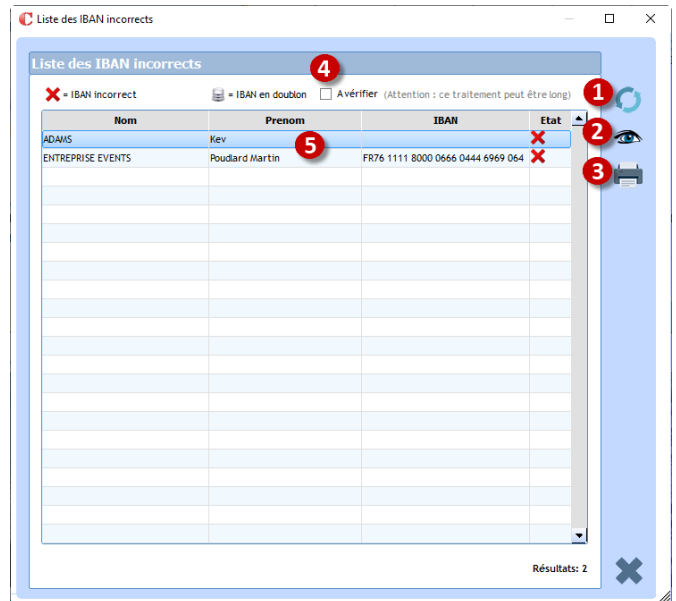 C Liste des IBAN incorrects
Liste des IBAN incorrects
4
= IBAN incorrect = IBAN en doublon A vérifier (Attention : ce traitement peut être long) 1
Nom Prenom IBAN Etat
2
ADAMS Kev
5
ENTREPRISE EVENTS Poudlard Martin FR76 1111 8000 0666 0444 6969 064
3
Résultats: 2